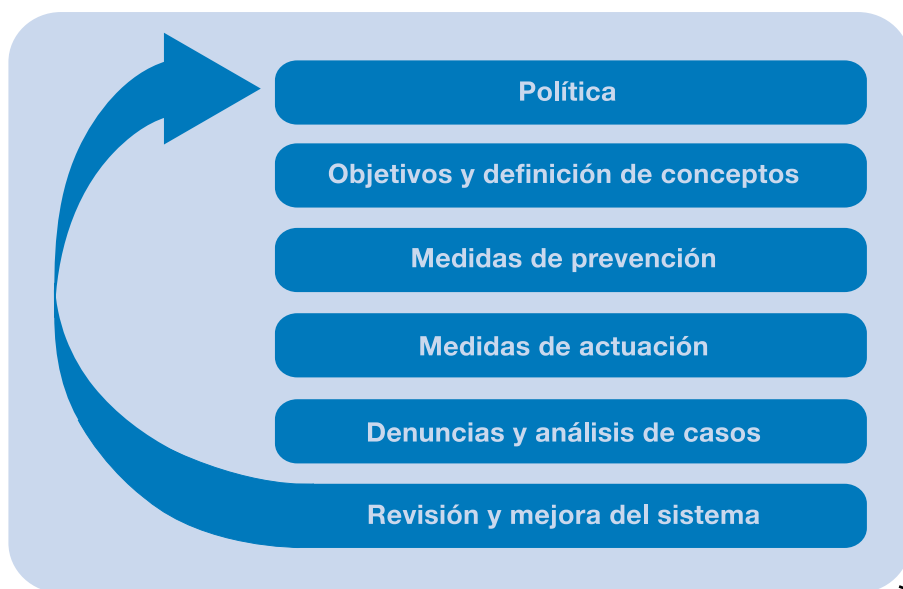 Política
Objetivos y definición de conceptos
Medidas de prevención
Medidas de actuación
Denuncias y análisis de casos
Revisión y mejora del sistema